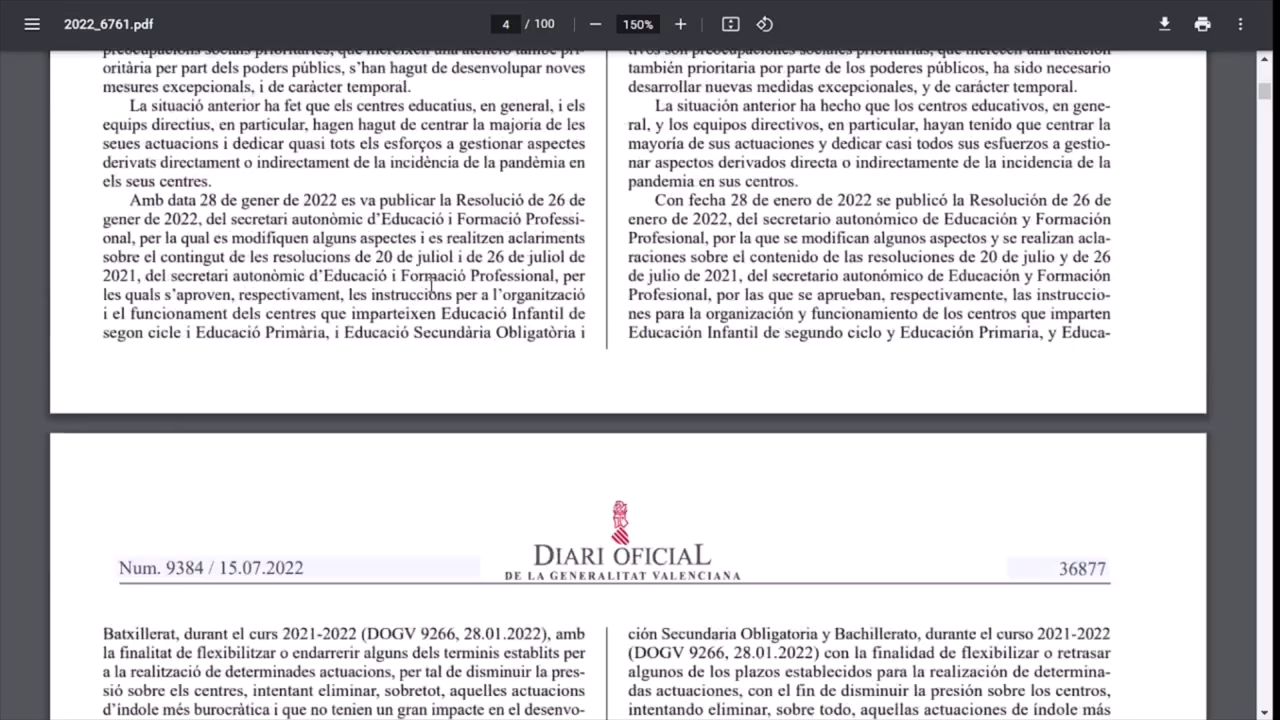 2022_6761.pdf
4 / 100
150%
preocupacions socials prioritàries, que mereixen una atenció també pri-
oritària per part dels poders públics, s’han hagut de desenvolupar noves
mesures excepcionals, i de caràcter temporal.
La situació anterior ha fet que els centres educatius, en general, i els
equips directius, en particular, hagen hagut de centrar la majoria de les
seues actuacions i dedicar quasi tots els esforços a gestionar aspectes
derivats directament o indirectament de la incidència de la pandèmia en
els seus centres.
Amb data 28 de gener de 2022 es va publicar la Resolució de 26 de
gener de 2022, del secretari autonòmic d’Educació i Formació Professi-
onal, per la qual es modifiquen alguns aspectes i es realitzen aclariments
sobre el contingut de les resolucions de 20 de juliol i de 26 de juliol de
2021, del secretari autonòmic d’Educació i Formació Professional, per
les quals s’aproven, respectivament, les instruccions per a l’organització
i el funcionament dels centres que imparteixen Educació Infantil de
segon cicle i Educació Primària, i Educació Secundària Obligatòria i
tivos son preocupaciones sociales prioritarias, que merecen una atención
también prioritaria por parte de los poderes públicos, ha sido necesario
desarrollar nuevas medidas excepcionales, y de carácter temporal.
La situación anterior ha hecho que los centros educativos, en gene-
ral, y los equipos directivos, en particular, hayan tenido que centrar la
mayoría de sus actuaciones y dedicar casi todos sus esfuerzos a gestio-
nar aspectos derivados directa o indirectamente de la incidencia de la
pandemia en sus centros.
Con fecha 28 de enero de 2022 se publicó la Resolución de 26 de
enero de 2022, del secretario autonómico de Educación y Formación
Profesional, por la que se modifican algunos aspectos y se realizan acla-
raciones sobre el contenido de las resoluciones de 20 de julio y de 26
de julio de 2021, del secretario autonómico de Educación y Formación
Profesional, por las que se aprueban, respectivamente, las instruccio-
nes para la organización y funcionamiento de los centros que imparten
Educación Infantil de segundo ciclo y Educación Primaria, y Educa-
Num. 9384 / 15.07.2022
DIARI OFICIAL
DE LA GENERALITAT VALENCIANA
36877
Batxillerat, durant el curs 2021-2022 (DOGV 9266, 28.01.2022), amb
la finalitat de flexibilitzar o endarrerir alguns dels terminis establits per
a la realització de determinades actuacions, per tal de disminuir la pres-
sió sobre els centres, intentant eliminar, sobretot, aquelles actuacions
d’índole més burocràtica i que no tenien un gran impacte en el desenvo-
ción Secundaria Obligatoria y Bachillerato, durante el curso 2021-2022
(DOGV 9266, 28.01.2022) con la finalidad de flexibilizar o retrasar
algunos de los plazos establecidos para la realización de determina-
das actuaciones, con el fin de disminuir la presión sobre los centros,
intentando eliminar, sobre todo, aquellas actuaciones de índole más